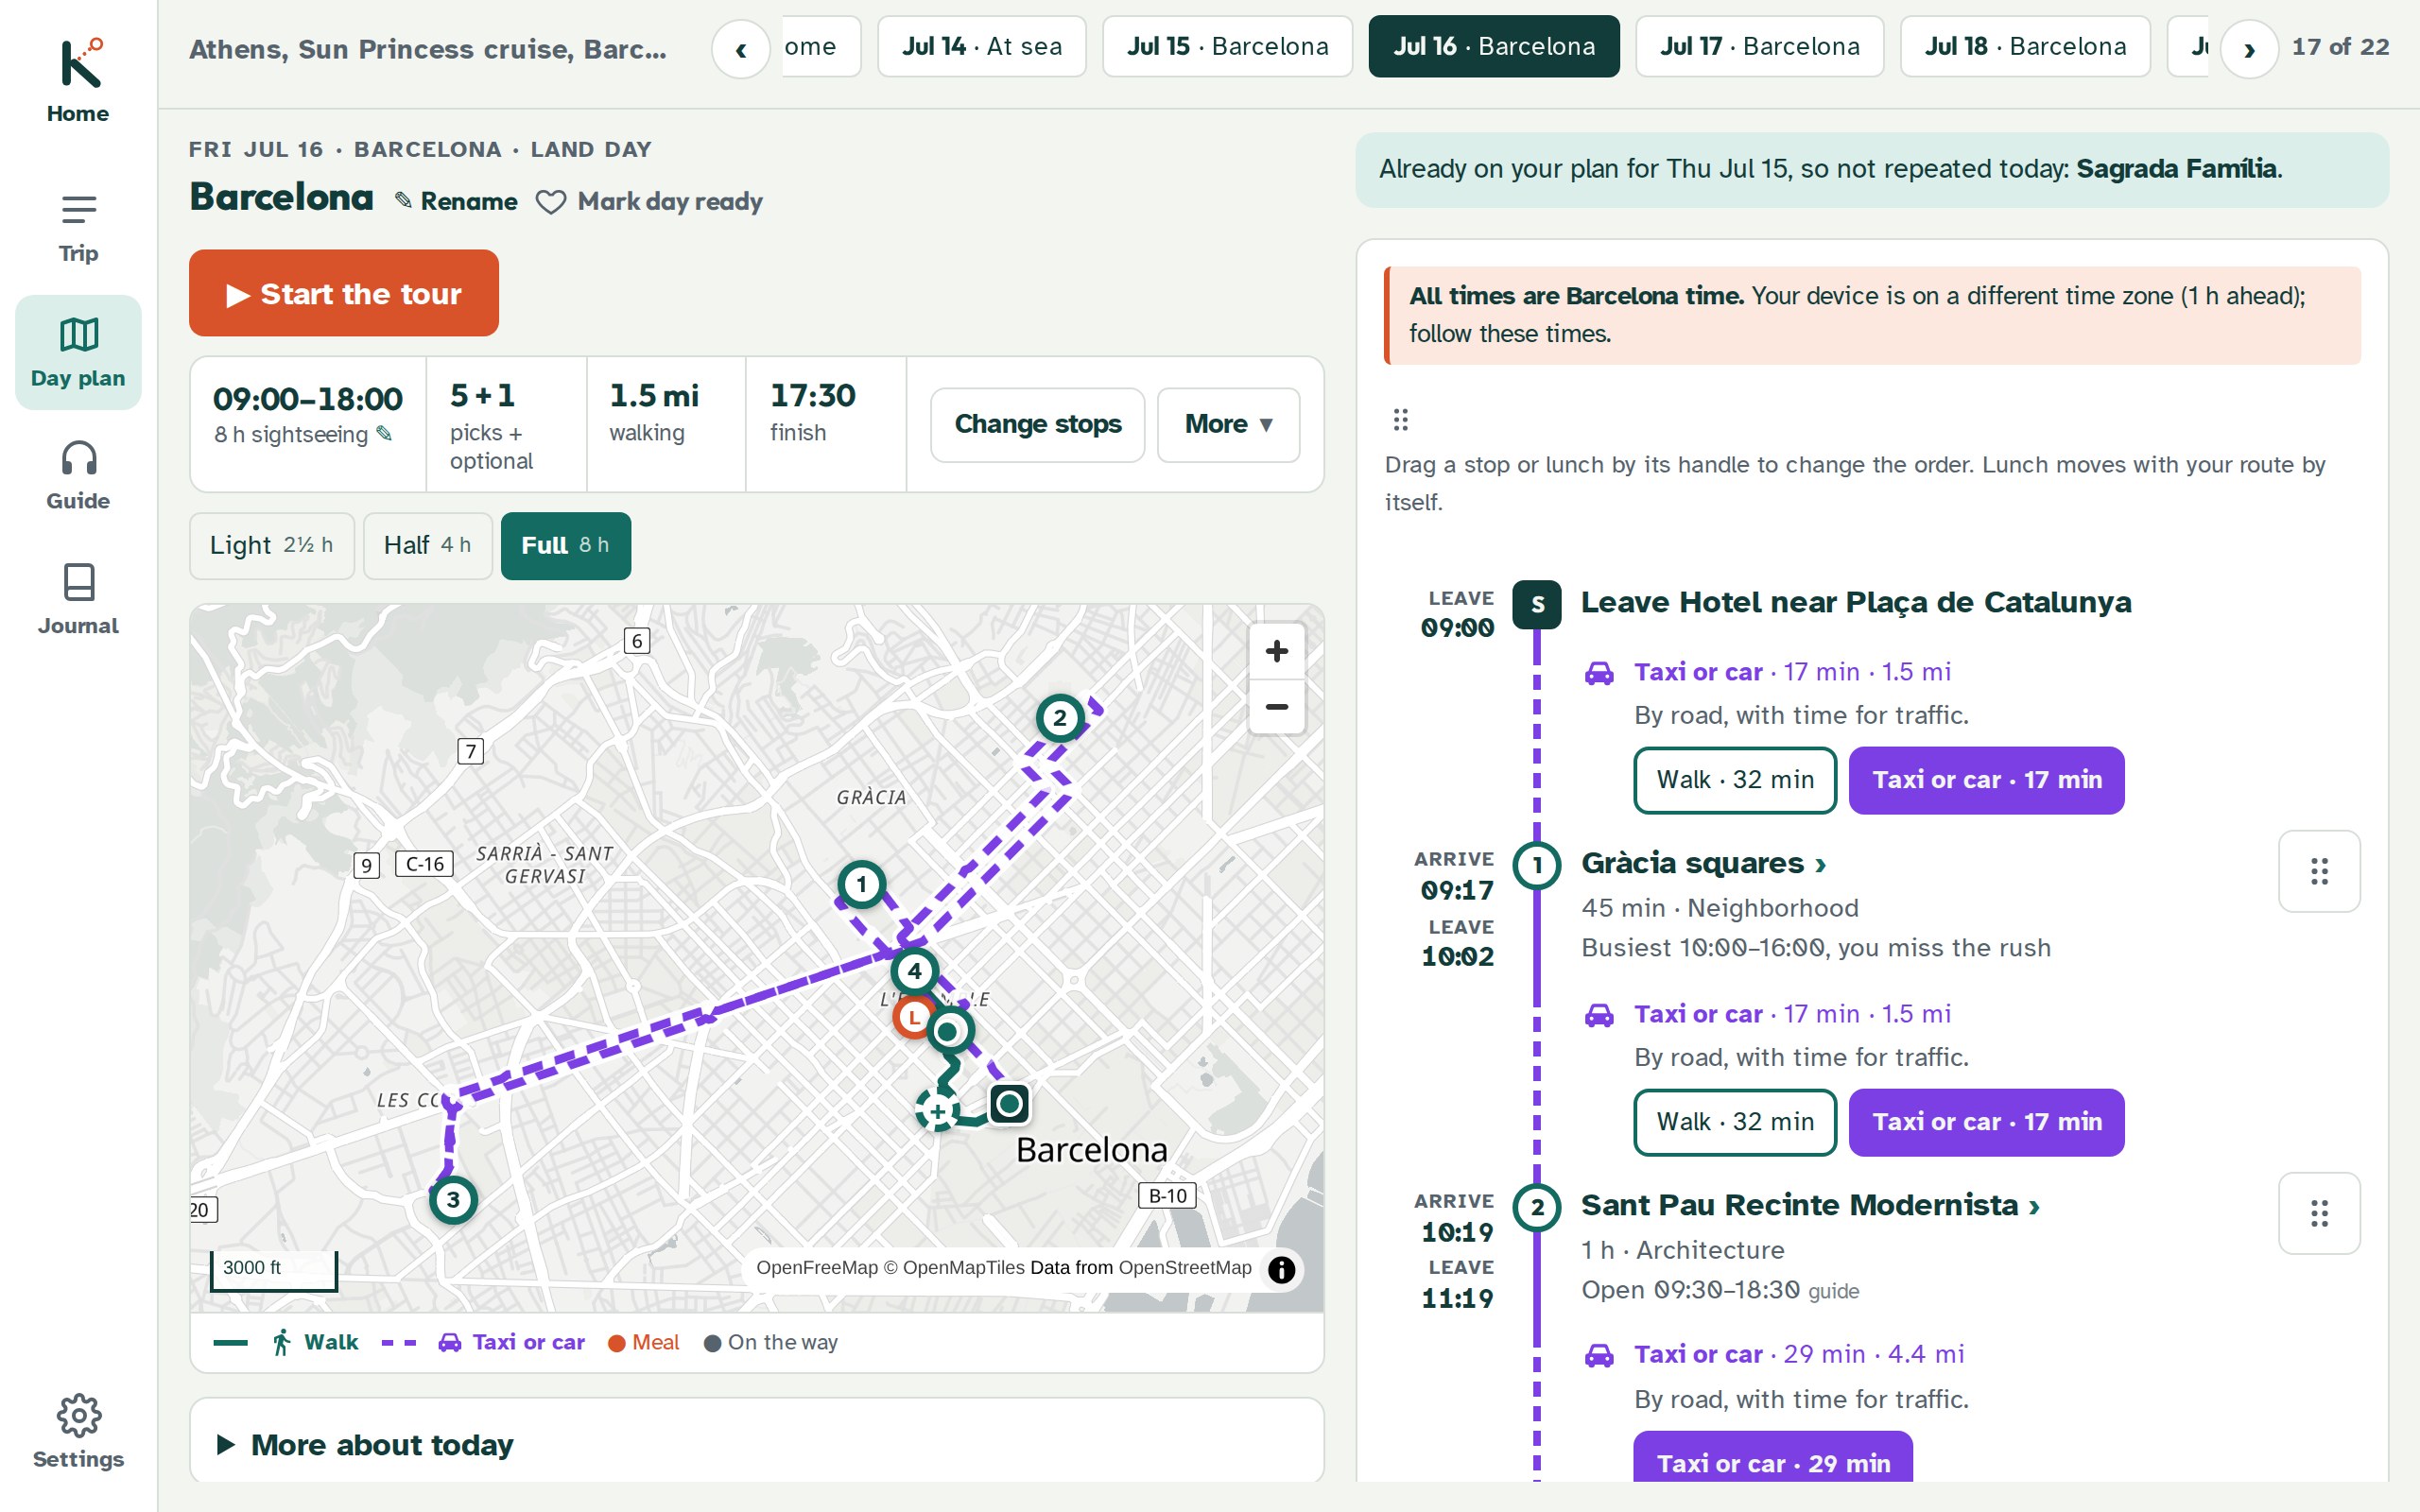 Athens, Sun Princess cruise, Barc...
‹
ome
Jul 14 · At sea
Jul 15 · Barcelona
Jul 16 · Barcelona
Jul 17 · Barcelona
Jul 18 · Barcelona
›
17 of 22
Home
Trip
Day plan
Guide
Journal
Settings
FRI JUL 16 · BARCELONA · LAND DAY
Barcelona
✎ Rename
Mark day ready
▶ Start the tour
09:00–18:00
8 h sightseeing ✎
5 + 1
picks +
optional
1.5 mi
walking
17:30
finish
Change stops
More ▼
Light 2½ h
Half 4 h
Full 8 h
6
+
−
2
7
GRÀCIA
1
9
C-16
SARRIÀ - SANT
GERVASI
4
L
LES CO
+
Barcelona
B-10
3
20
3000 ft
OpenFreeMap © OpenMapTiles Data from OpenStreetMap
Walk
Taxi or car
Meal
On the way
▶ More about today
Already on your plan for Thu Jul 15, so not repeated today: Sagrada Família.
All times are Barcelona time. Your device is on a different time zone (1 h ahead);
follow these times.
Drag a stop or lunch by its handle to change the order. Lunch moves with your route by
itself.
LEAVE
09:00
S
Leave Hotel near Plaça de Catalunya
Taxi or car · 17 min · 1.5 mi
By road, with time for traffic.
Walk · 32 min
Taxi or car · 17 min
ARRIVE
09:17
LEAVE
10:02
1
Gràcia squares ›
45 min · Neighborhood
Busiest 10:00–16:00, you miss the rush
Taxi or car · 17 min · 1.5 mi
By road, with time for traffic.
Walk · 32 min
Taxi or car · 17 min
ARRIVE
10:19
LEAVE
11:19
2
Sant Pau Recinte Modernista ›
1 h · Architecture
Open 09:30–18:30 guide
Taxi or car · 29 min · 4.4 mi
By road, with time for traffic.
Taxi or car · 29 min